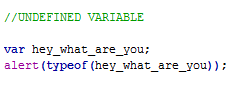 //UNDEFINED VARIABLE
var hey_what_are_you;
alert(typeof(hey_what_are_you));